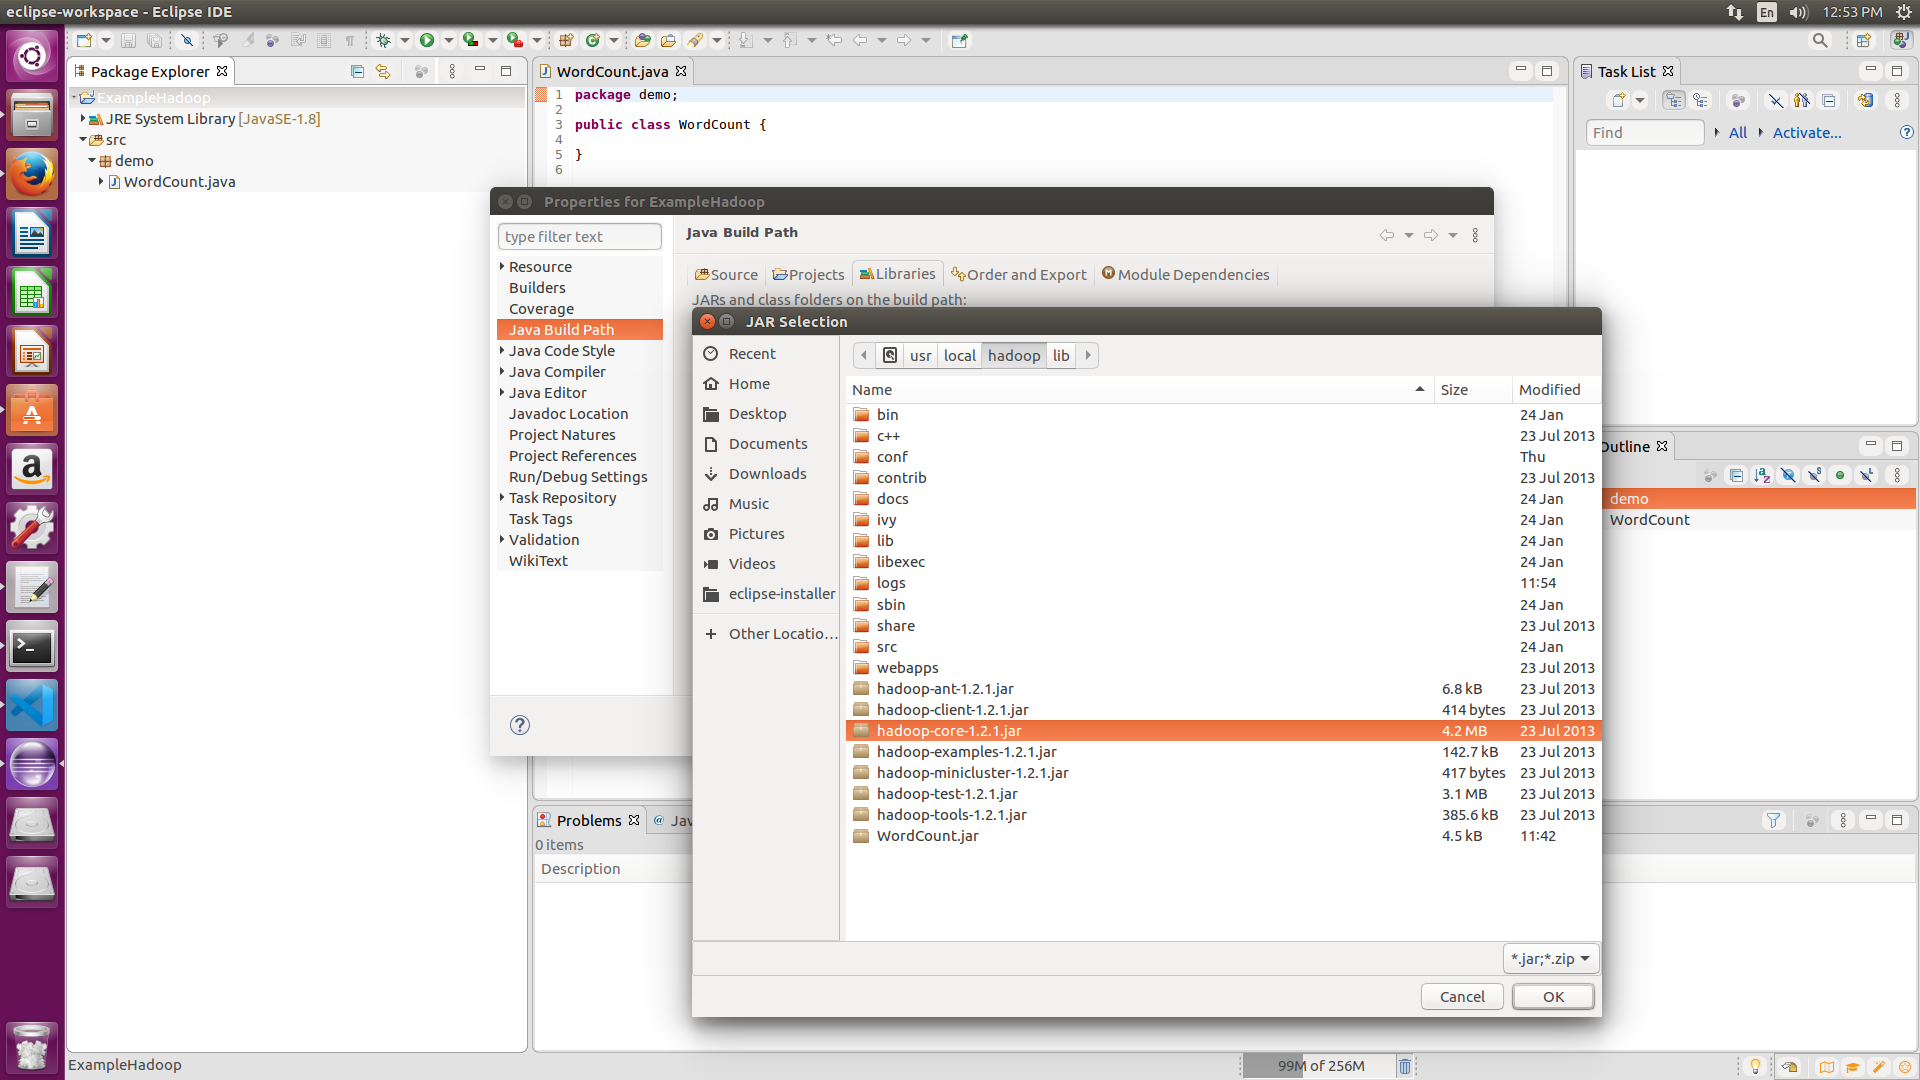 eclipse-workspace - Eclipse IDE
En
12:53 PM
Package Explorer
ExampleHadoop
JRE System Library [JavaSE-1.8]
src
demo
WordCount.java
WordCount.java
1 package demo;
2
3 public class WordCount {
4
5 }
6
Task List
Find
All
Activate...
Properties for ExampleHadoop
type filter text
Resource
Builders
Coverage
Java Build Path
Java Code Style
Java Compiler
Java Editor
Javadoc Location
Project Natures
Project References
Run/Debug Settings
Task Repository
Task Tags
Validation
WikiText
Java Build Path
Source
Projects
Libraries
Order and Export
Module Dependencies
JARs and class folders on the build path:
JAR Selection
Recent
Home
Desktop
Documents
Downloads
Music
Pictures
Videos
eclipse-installer
Other Locatio...
usr local hadoop lib
Name Size Modified
bin 24 Jan
c++ 23 Jul 2013
conf Thu
contrib 23 Jul 2013
docs 24 Jan
ivy 24 Jan
lib 24 Jan
libexec 24 Jan
logs 11:54
sbin 24 Jan
share 23 Jul 2013
src 24 Jan
webapps 23 Jul 2013
hadoop-ant-1.2.1.jar 6.8 kB 23 Jul 2013
hadoop-client-1.2.1.jar 414 bytes 23 Jul 2013
hadoop-core-1.2.1.jar 4.2 MB 23 Jul 2013
hadoop-examples-1.2.1.jar 142.7 kB 23 Jul 2013
hadoop-minicluster-1.2.1.jar 417 bytes 23 Jul 2013
hadoop-test-1.2.1.jar 3.1 MB 23 Jul 2013
hadoop-tools-1.2.1.jar 385.6 kB 23 Jul 2013
WordCount.jar 4.5 kB 11:42
*.jar;*.zip
Cancel
OK
Outline
demo
WordCount
Problems
@ Jav
0 items
Description
ExampleHadoop
99M of 256M